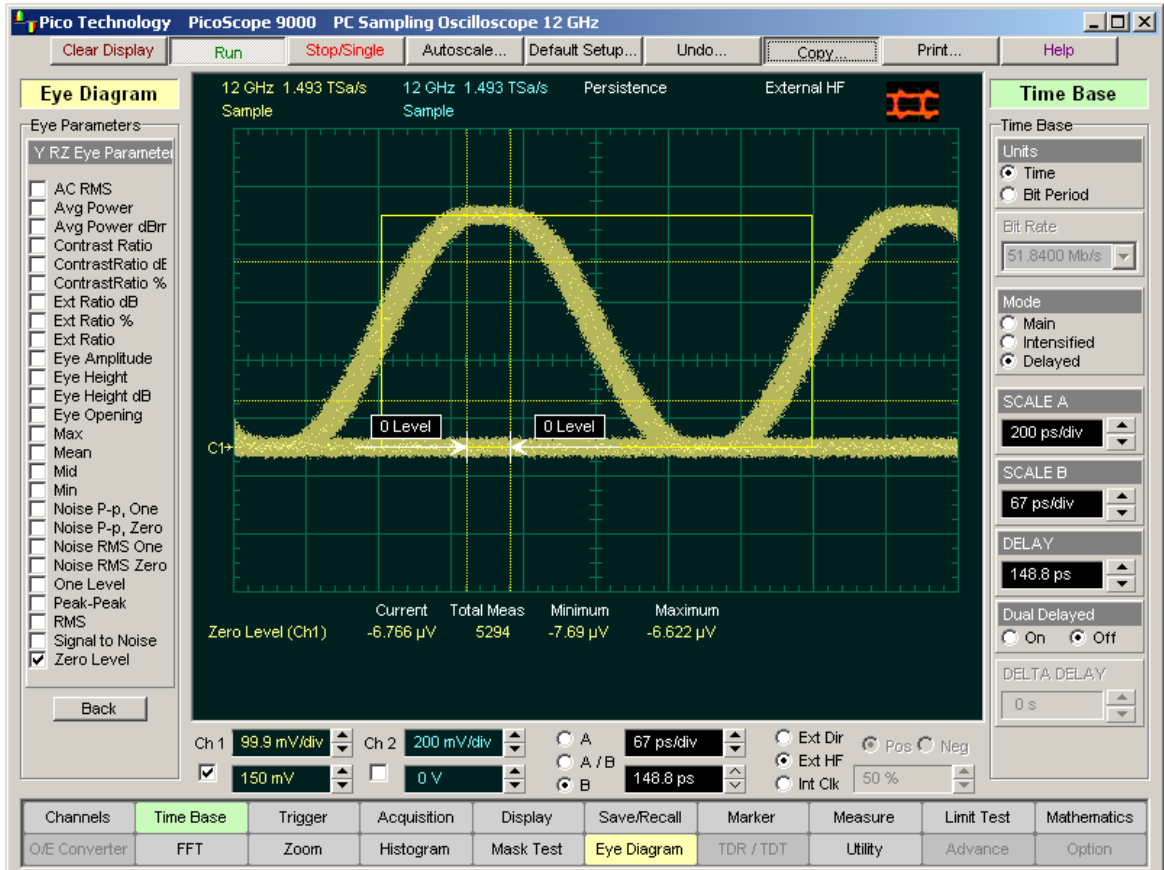 Pico Technology PicoScope 9000 PC Sampling Oscilloscope 12 GHz
Clear Display Run Stop/Single Autoscale... Default Setup... Undo... Copy... Print... Help
Eye Diagram
Eye Parameters
Y RZ Eye Parameter
AC RMS
Avg Power
Avg Power dBm
Contrast Ratio
ContrastRatio dE
ContrastRatio %
Ext Ratio dB
Ext Ratio %
Ext Ratio
Eye Amplitude
Eye Height
Eye Height dB
Eye Opening
Max
Mean
Mid
Min
Noise P-p, One
Noise P-p, Zero
Noise RMS One
Noise RMS Zero
One Level
Peak-Peak
RMS
Signal to Noise
Zero Level
Back
12 GHz 1.493 TSa/s 12 GHz 1.493 TSa/s Persistence External HF
Sample Sample
0 Level 0 Level
C1
Current Total Meas Minimum Maximum
Zero Level (Ch1) -6.766 µV 5294 -7.69 µV -6.622 µV
Time Base
Time Base
Units
Time
Bit Period
Bit Rate
51.8400 Mb/s
Mode
Main
Intensified
Delayed
SCALE A
200 ps/div
SCALE B
67 ps/div
DELAY
148.8 ps
Dual Delayed
On Off
DELTA DELAY
0 s
Ch 1 99.9 mV/div Ch 2 200 mV/div A 67 ps/div Ext Dir Pos Neg
A / B Ext HF
150 mV 0 V B 148.8 ps Int Clk 50 %
Channels Time Base Trigger Acquisition Display Save/Recall Marker Measure Limit Test Mathematics
O/E Converter FFT Zoom Histogram Mask Test Eye Diagram TDR / TDT Utility Advance Option